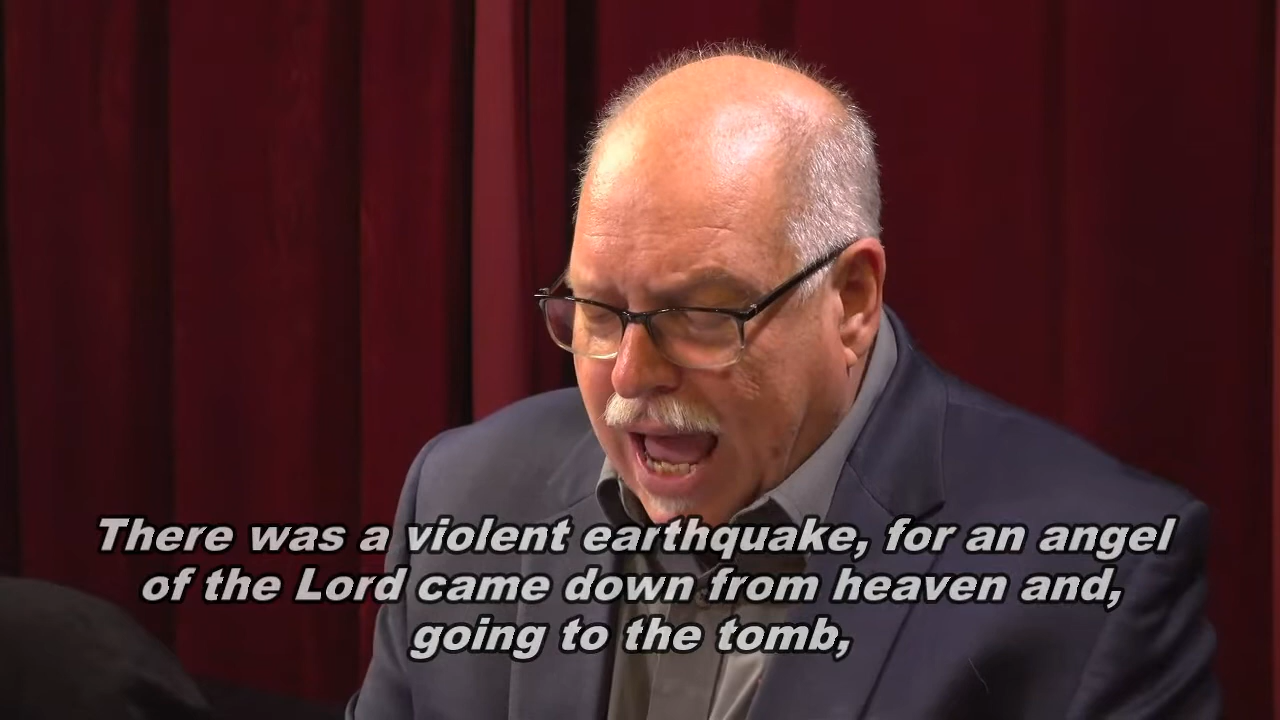 There was a violent earthquake, for an angel
of the Lord came down from heaven and,
going to the tomb,